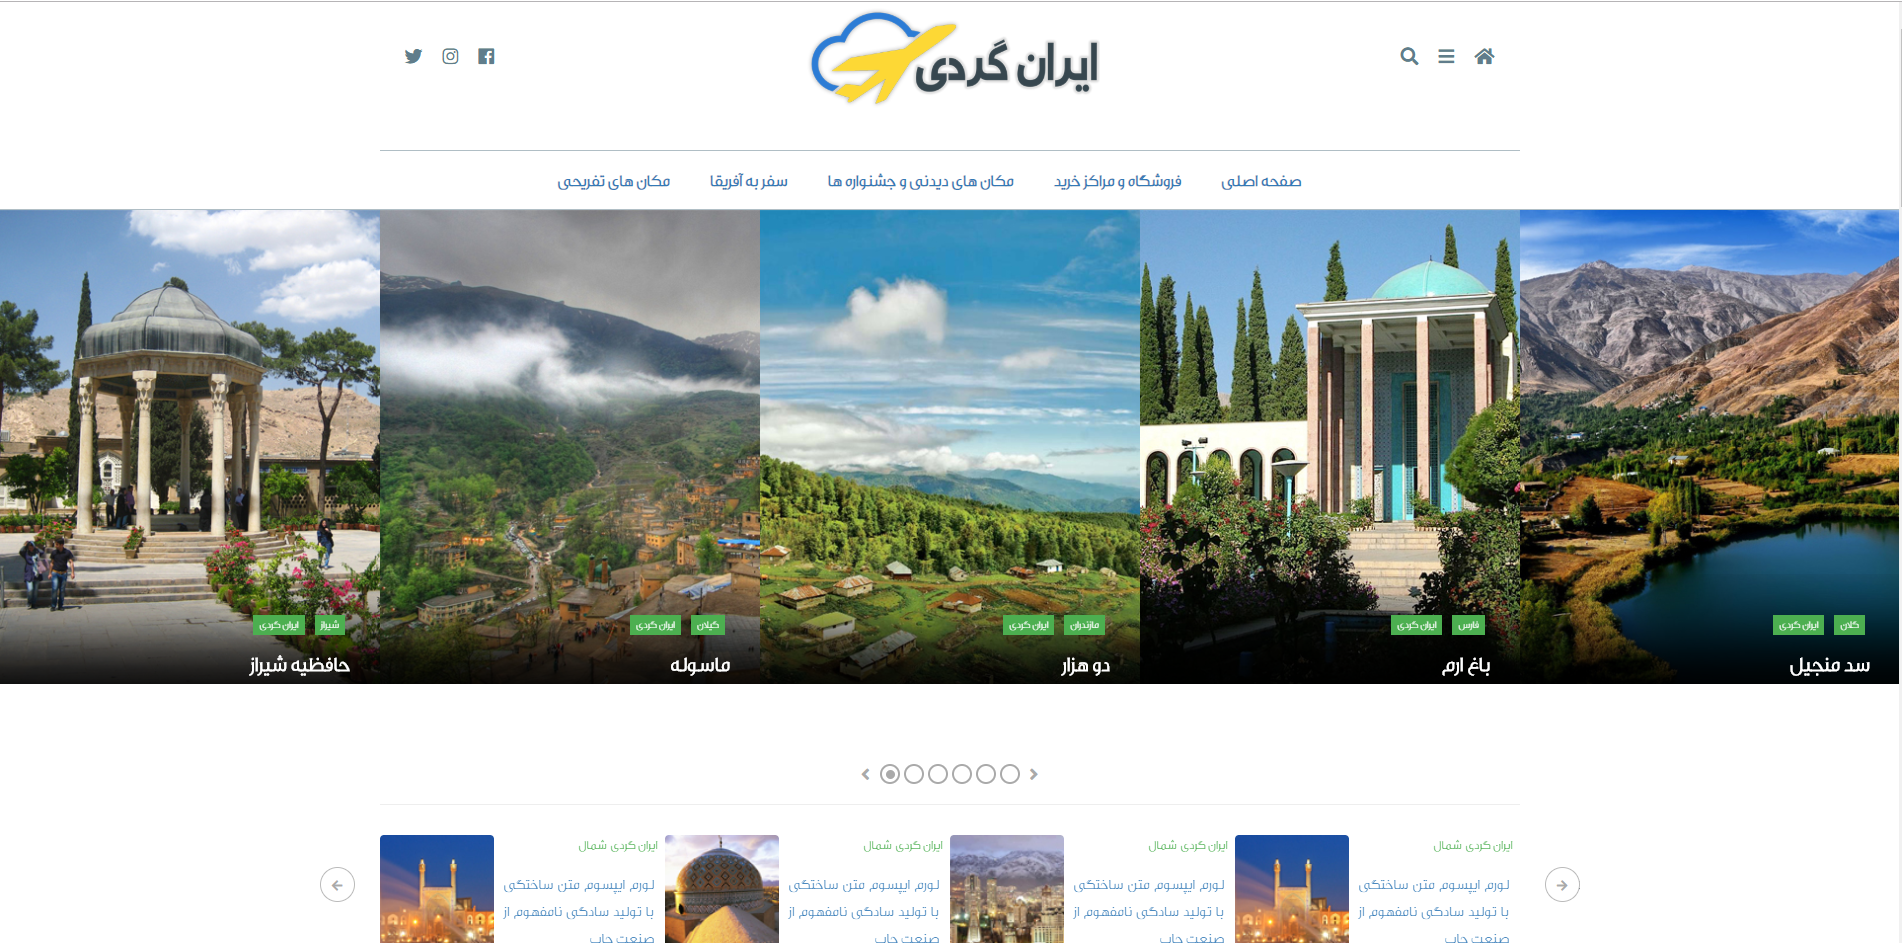 ایران گردی
صفحه اصلی
فروشگاه و مراکز خرید
مکان های دیدنی و جشنواره ها
سفر به آفریقا
مکان های تفریحی
گلان
ایران گردی
سد منجیل
فارس
ایران گردی
باغ ارم
مازندران
ایران گردی
دو هزار
گیلان
ایران گردی
ماسوله
شیراز
ایران گردی
حافظیه شیراز
ایران گردی شمال
لورم ایپسوم متن ساختگی
با تولید سادگی نامفهوم از
صنعت چاپ
ایران گردی شمال
لورم ایپسوم متن ساختگی
با تولید سادگی نامفهوم از
صنعت چاپ
ایران گردی شمال
لورم ایپسوم متن ساختگی
با تولید سادگی نامفهوم از
صنعت چاپ
ایران گردی شمال
لورم ایپسوم متن ساختگی
با تولید سادگی نامفهوم از
صنعت چاپ